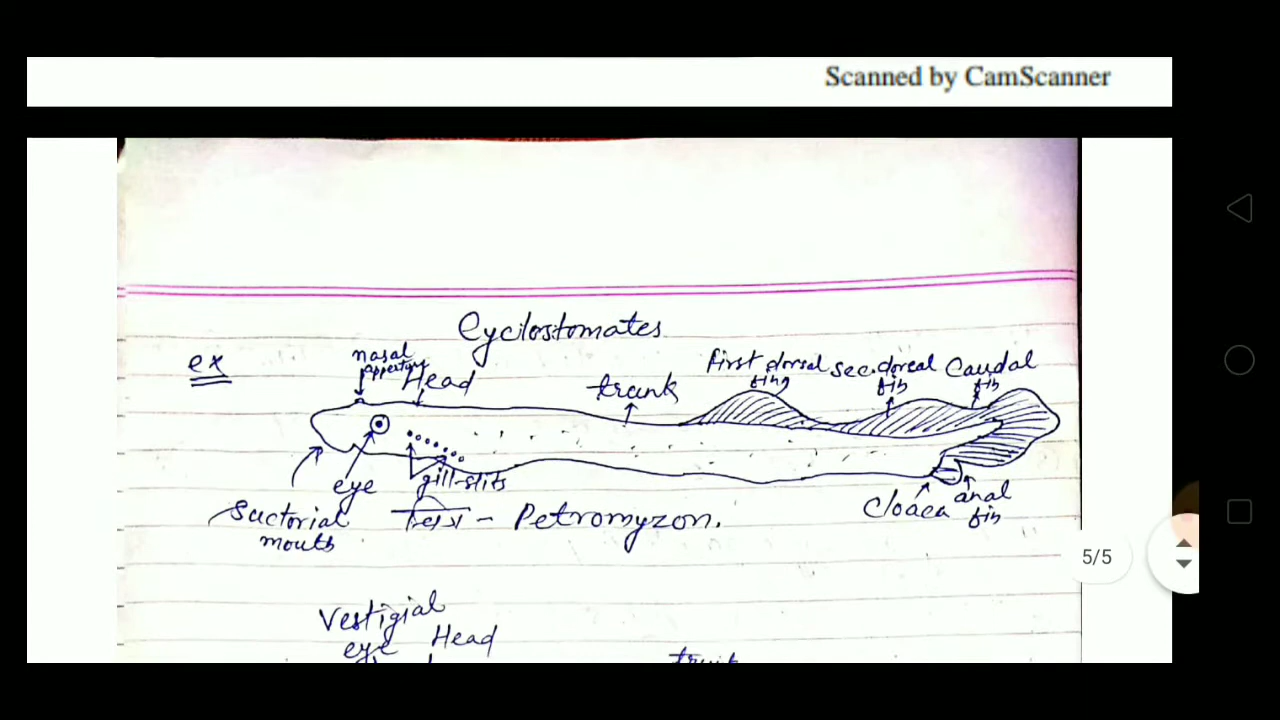 Scanned by CamScanner
Cyclostomates
ex
nasal
Head
trunk
first dorsal
fin
sec. dorsal
fin
Caudal
fin
eye
gill-slits
Suctorial
mouth
Petromyzon.
Cloaca
anal
fin
5/5
Vestigial
eye
Head